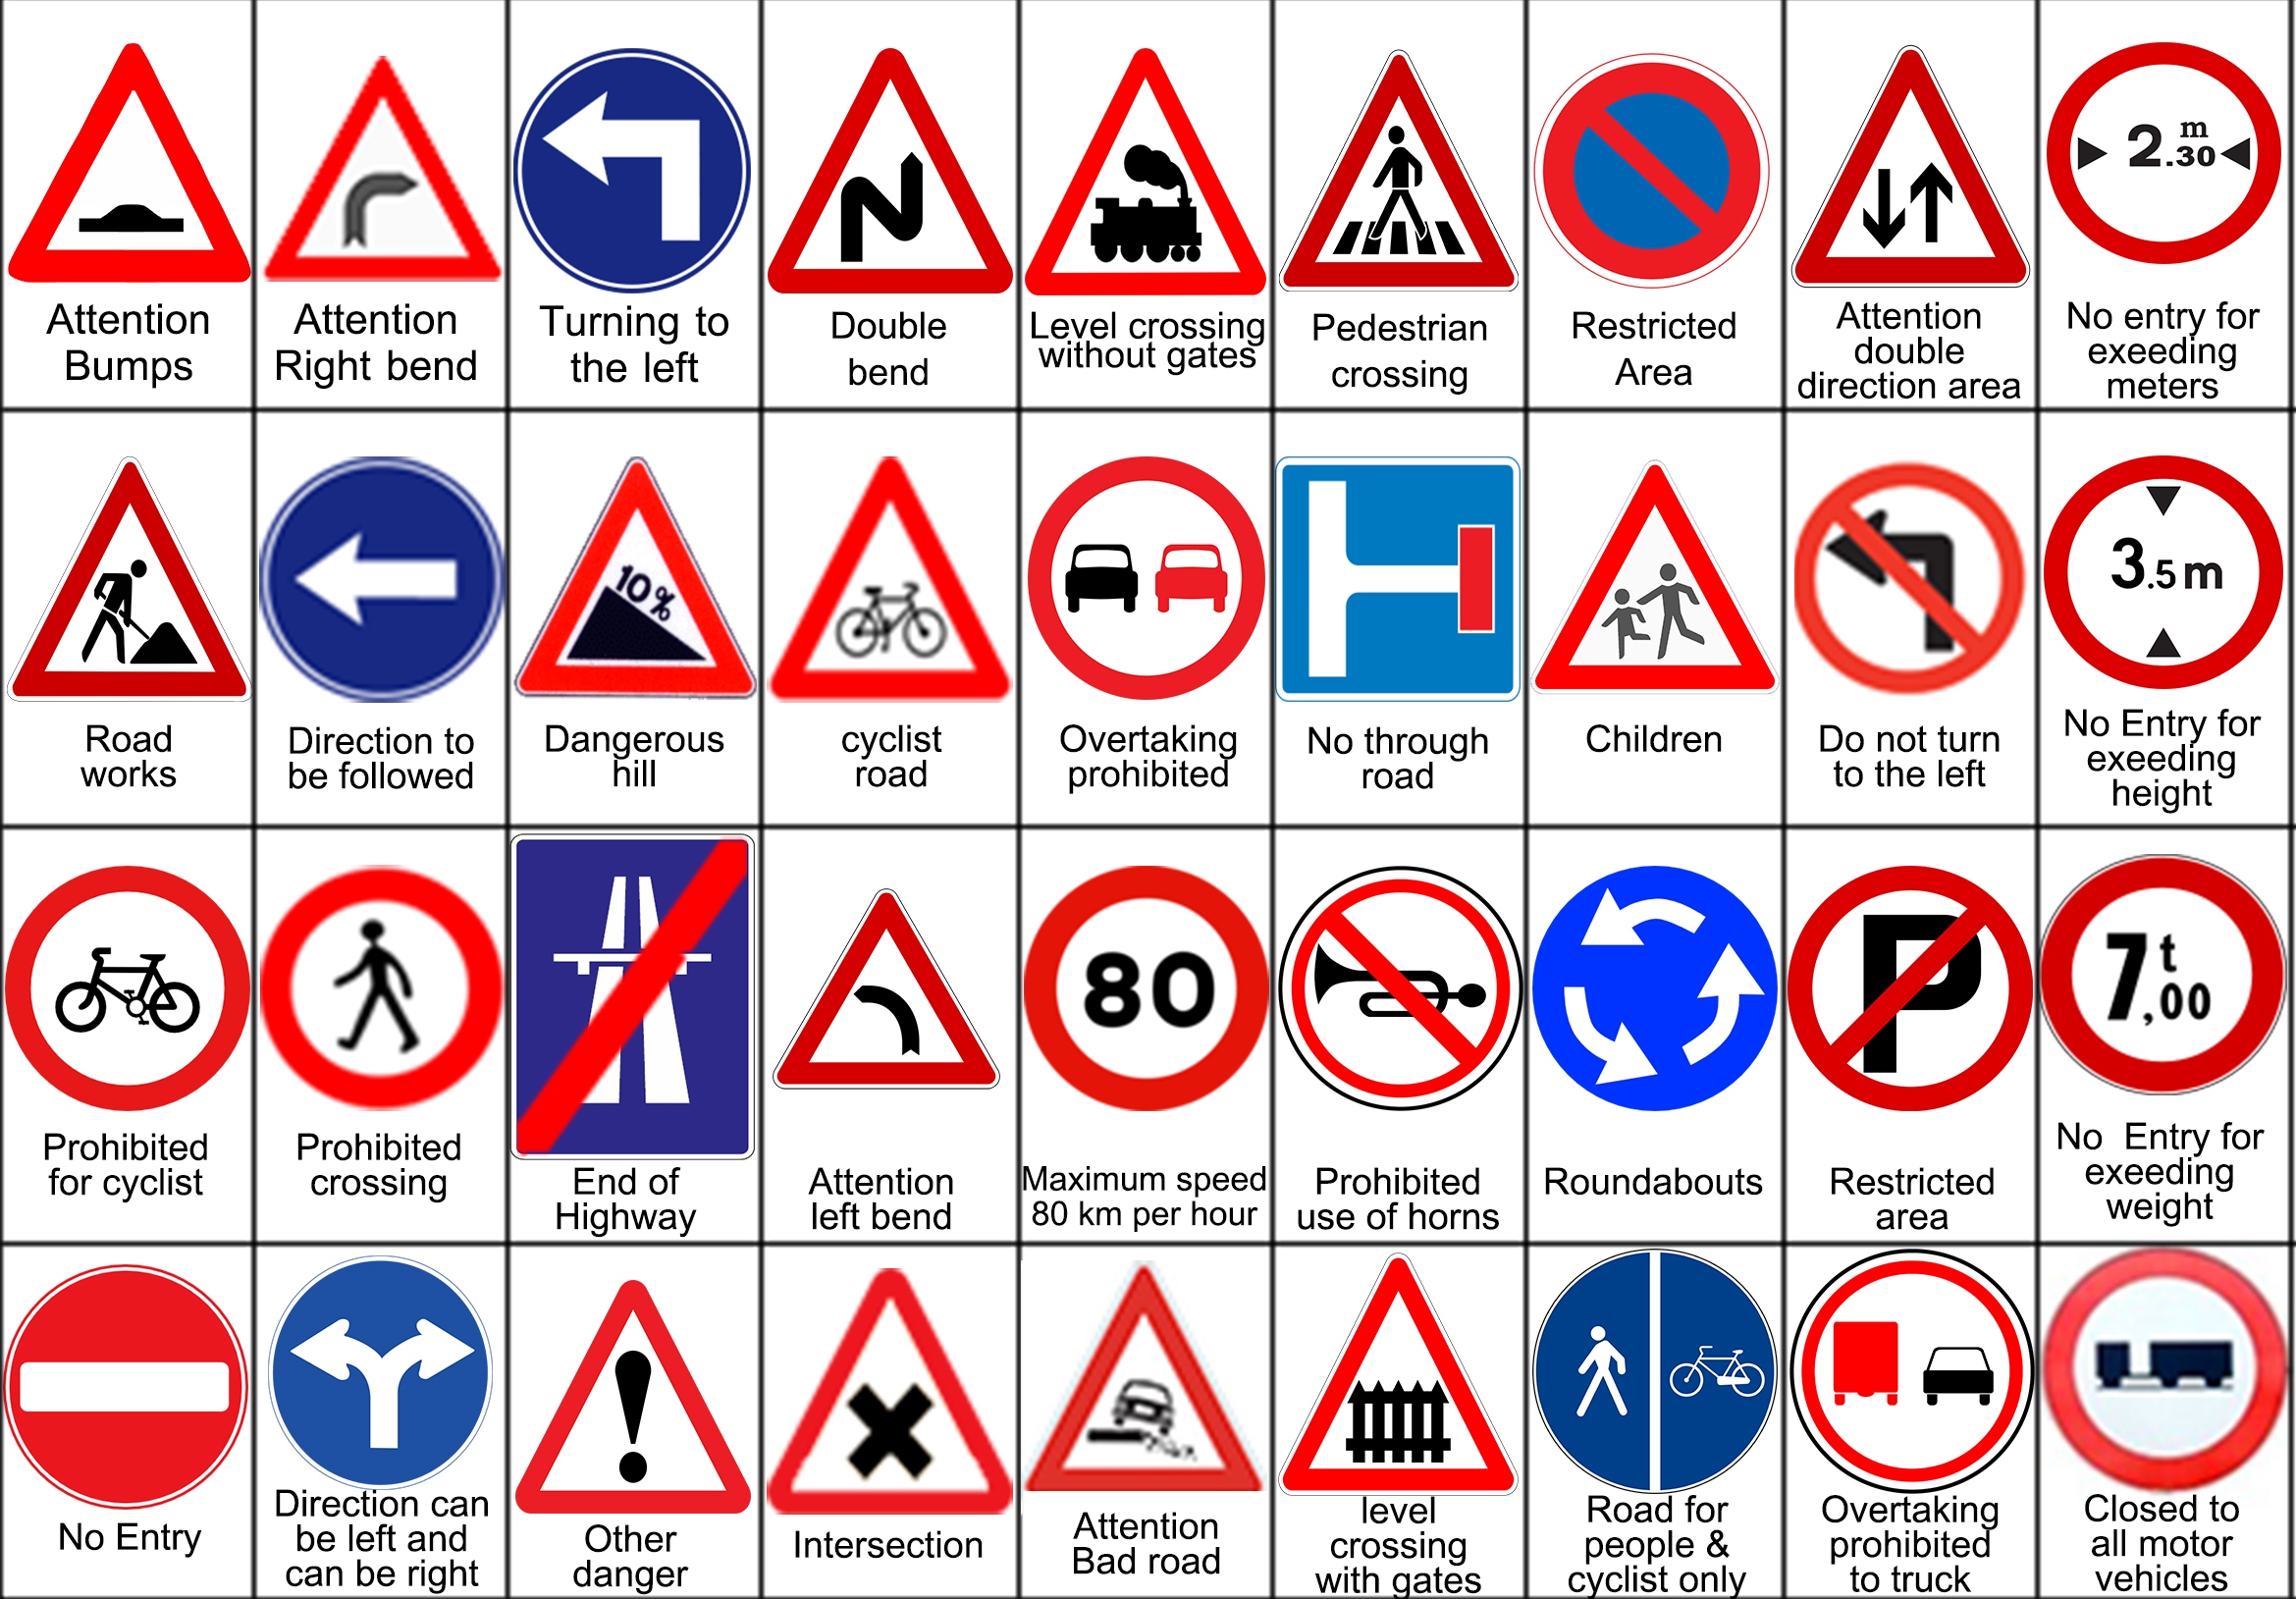 m
2.30
Attention
Bumps
Attention
Right bend
Turning to
the left
Double
bend
Level crossing
without gates
Pedestrian
crossing
Restricted
Area
Attention
double
direction area
No entry for
exeeding
meters
10%
3.5m
Road
works
Direction to
be followed
Dangerous
hill
cyclist
road
Overtaking
prohibited
No through
road
Children
Do not turn
to the left
No Entry for
exeeding
height
80
P
7,00
t
Prohibited
for cyclist
Prohibited
crossing
End of
Highway
Attention
left bend
Maximum speed
80 km per hour
Prohibited
use of horns
Roundabouts
Restricted
area
No Entry for
exeeding
weight
!
No Entry
Direction can
be left and
can be right
Other
danger
Intersection
Attention
Bad road
level
crossing
with gates
Road for
people &
cyclist only
Overtaking
prohibited
to truck
Closed to
all motor
vehicles